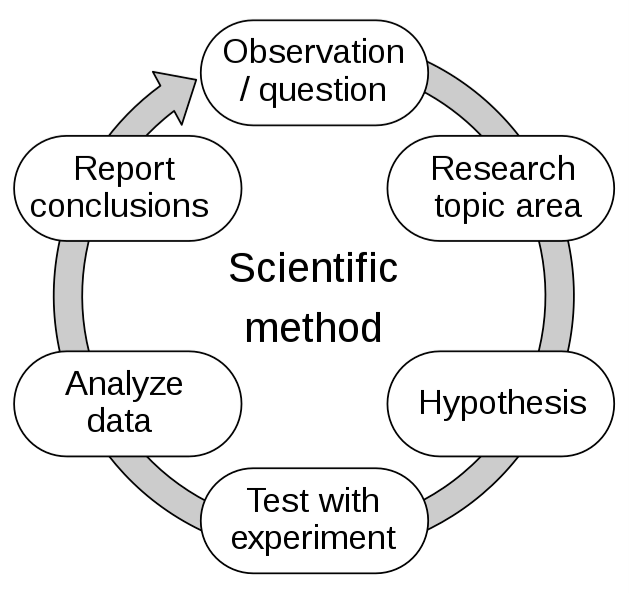 Observation
/ question
Research
topic area
Hypothesis
Test with
experiment
Analyze
data
Report
conclusions
Scientific
method